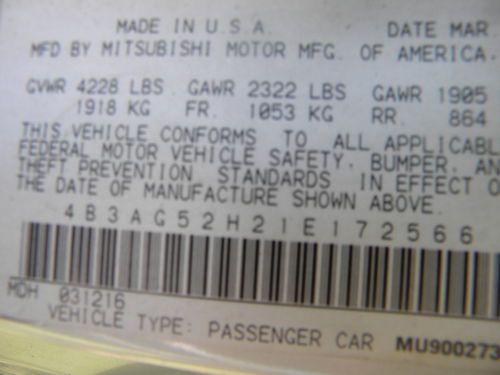 MADE IN U.S.A. DATE MAR
MFD BY MITSUBISHI MOTOR MFG. OF AMERICA.
GVWR 4228 LBS GAWR 2322 LBS GAWR 1905
1918 KG FR. 1053 KG RR. 864
THIS VEHICLE CONFORMS TO ALL APPLICABL
FEDERAL MOTOR VEHICLE SAFETY, BUMPER, AN
THEFT PREVENTION STANDARDS IN EFFECT O
THE DATE OF MANUFACTURE SHOWN ABOVE.
4B3AG52H21E172566
MDH 031216
VEHICLE TYPE: PASSENGER CAR MU900273